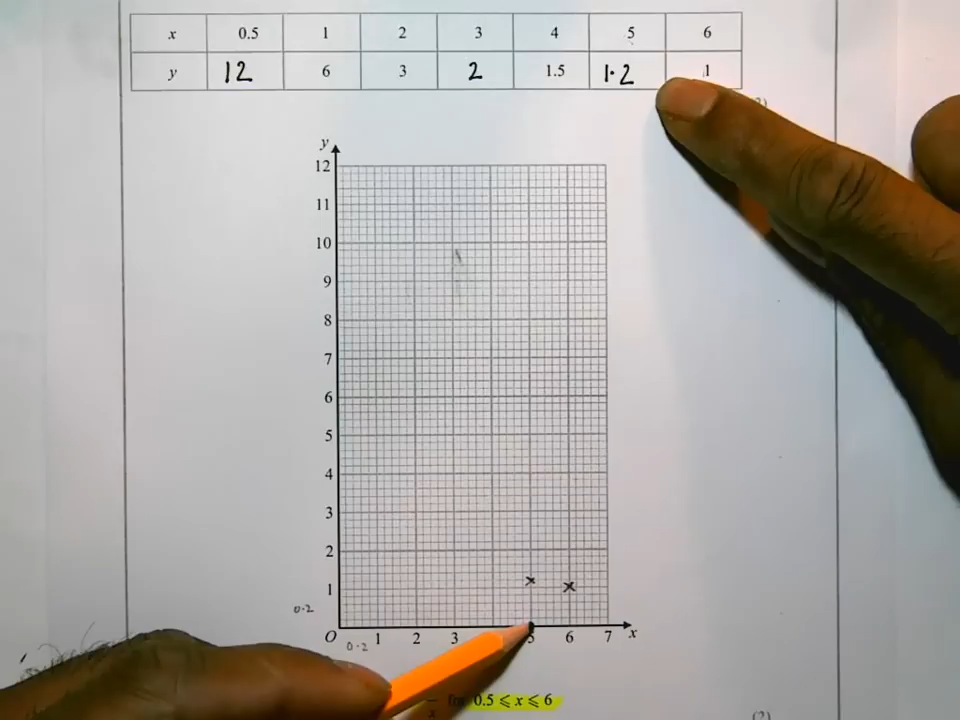 x 0.5 1 2 3 4 5 6
y 12 6 3 2 1.5 1.2 1
y
12
11
10
9
8
7
6
5
4
3
2
1
0.2
O 1 2 3 5 6 7 x
0.2
for 0.5 ⩽ x ⩽ 6
x
(2)